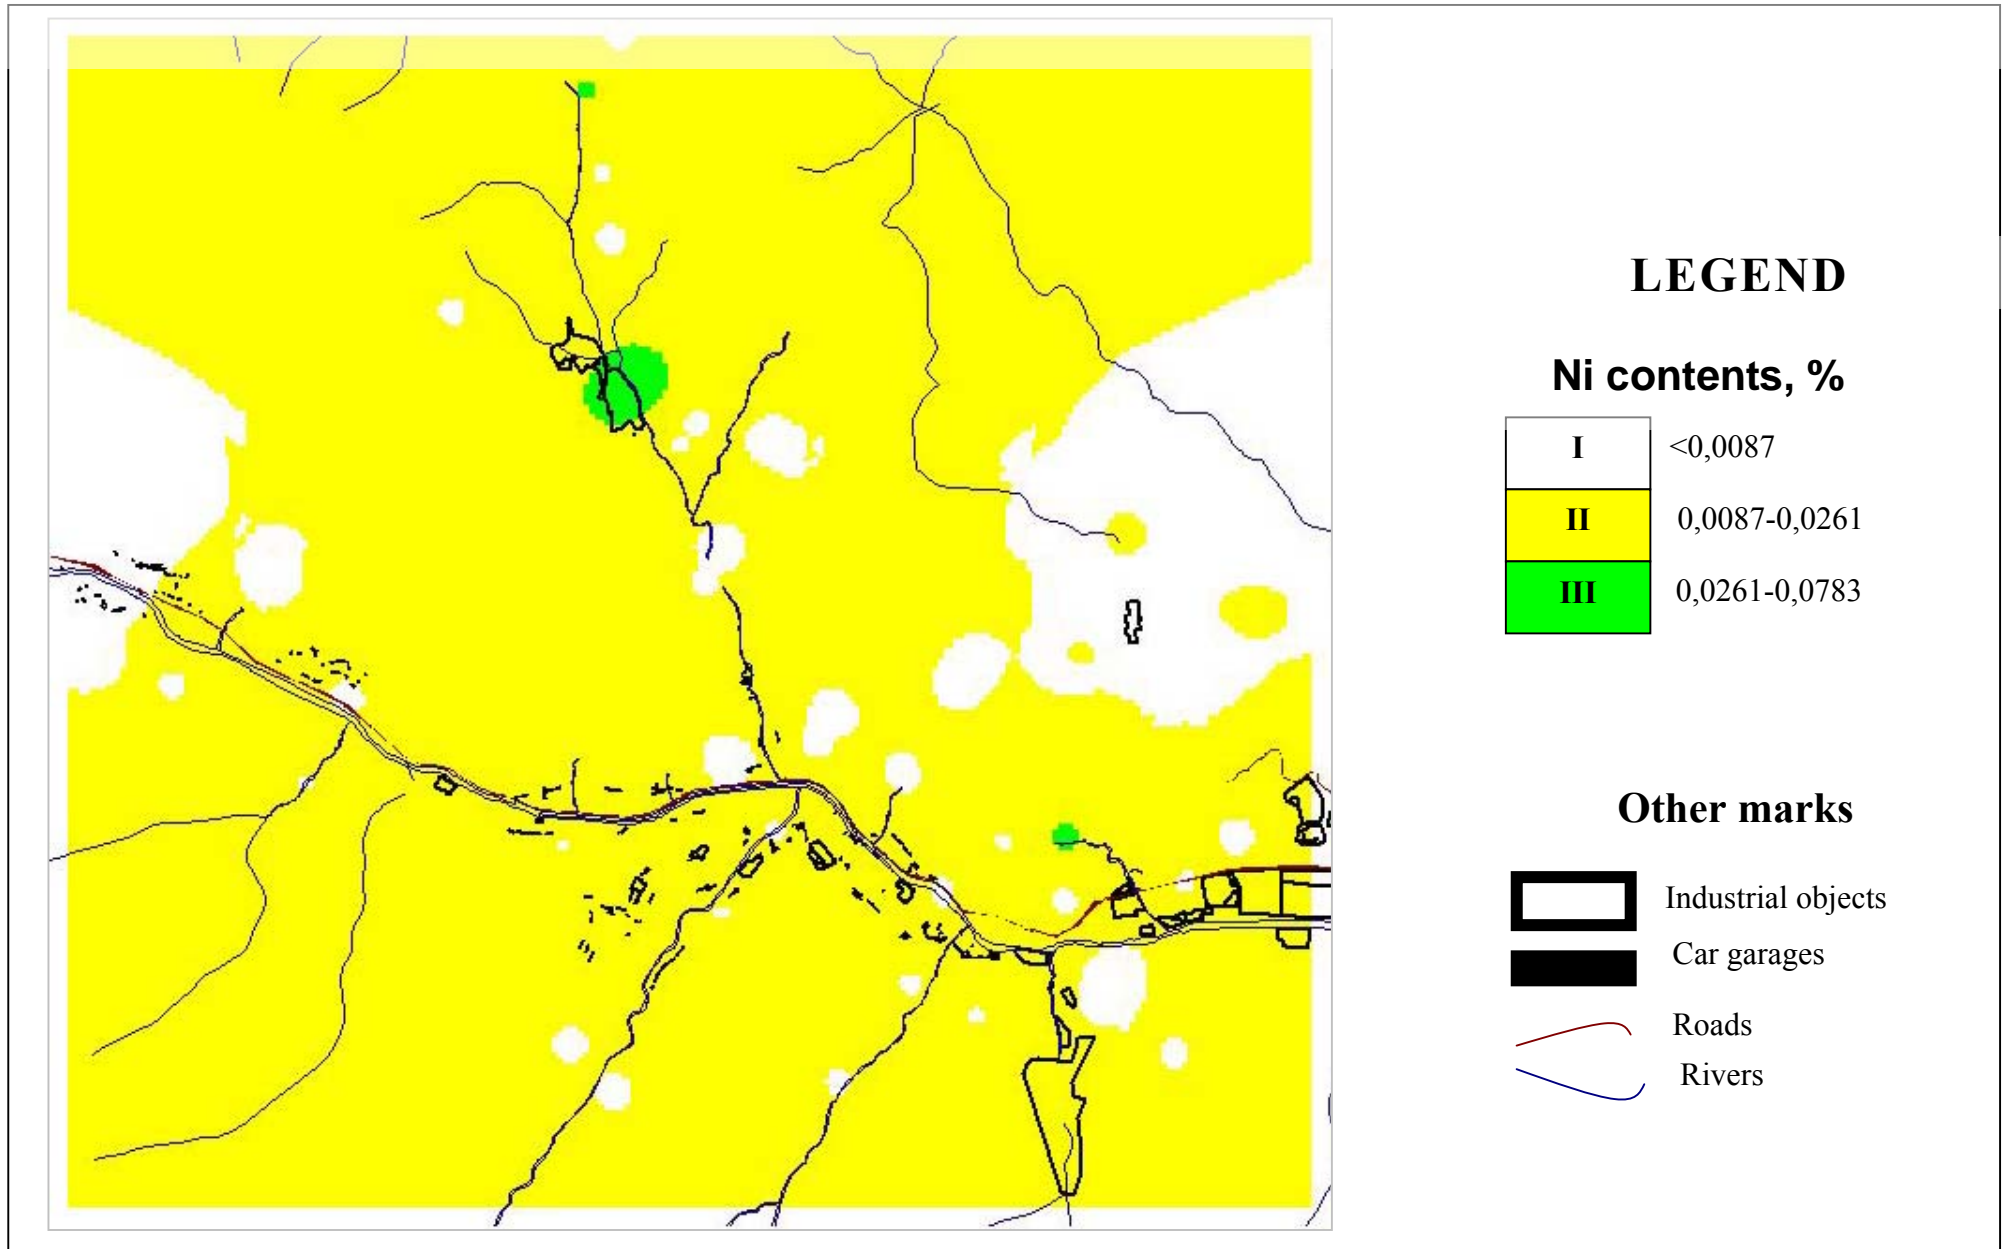 LEGEND
Ni contents, %
I <0,0087
II 0,0087-0,0261
III 0,0261-0,0783
Other marks
Industrial objects
Car garages
Roads
Rivers